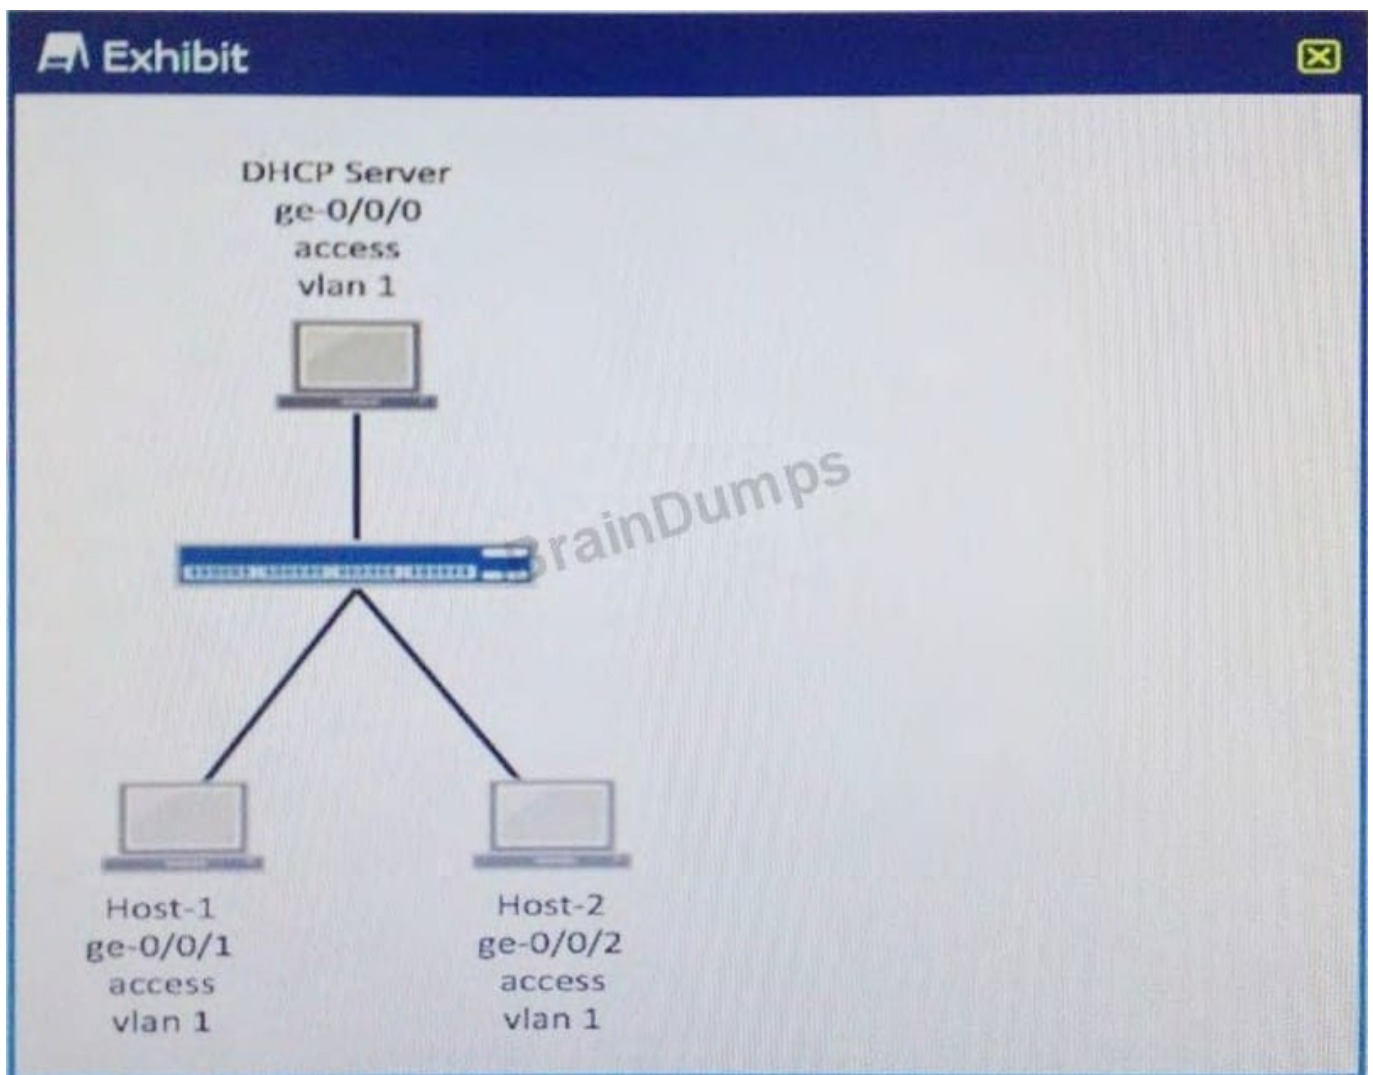 Exhibit
DHCP Server
ge-0/0/0
access
vlan 1
BrainDumps
Host-1
ge-0/0/1
access
vlan 1
Host-2
ge-0/0/2
access
vlan 1